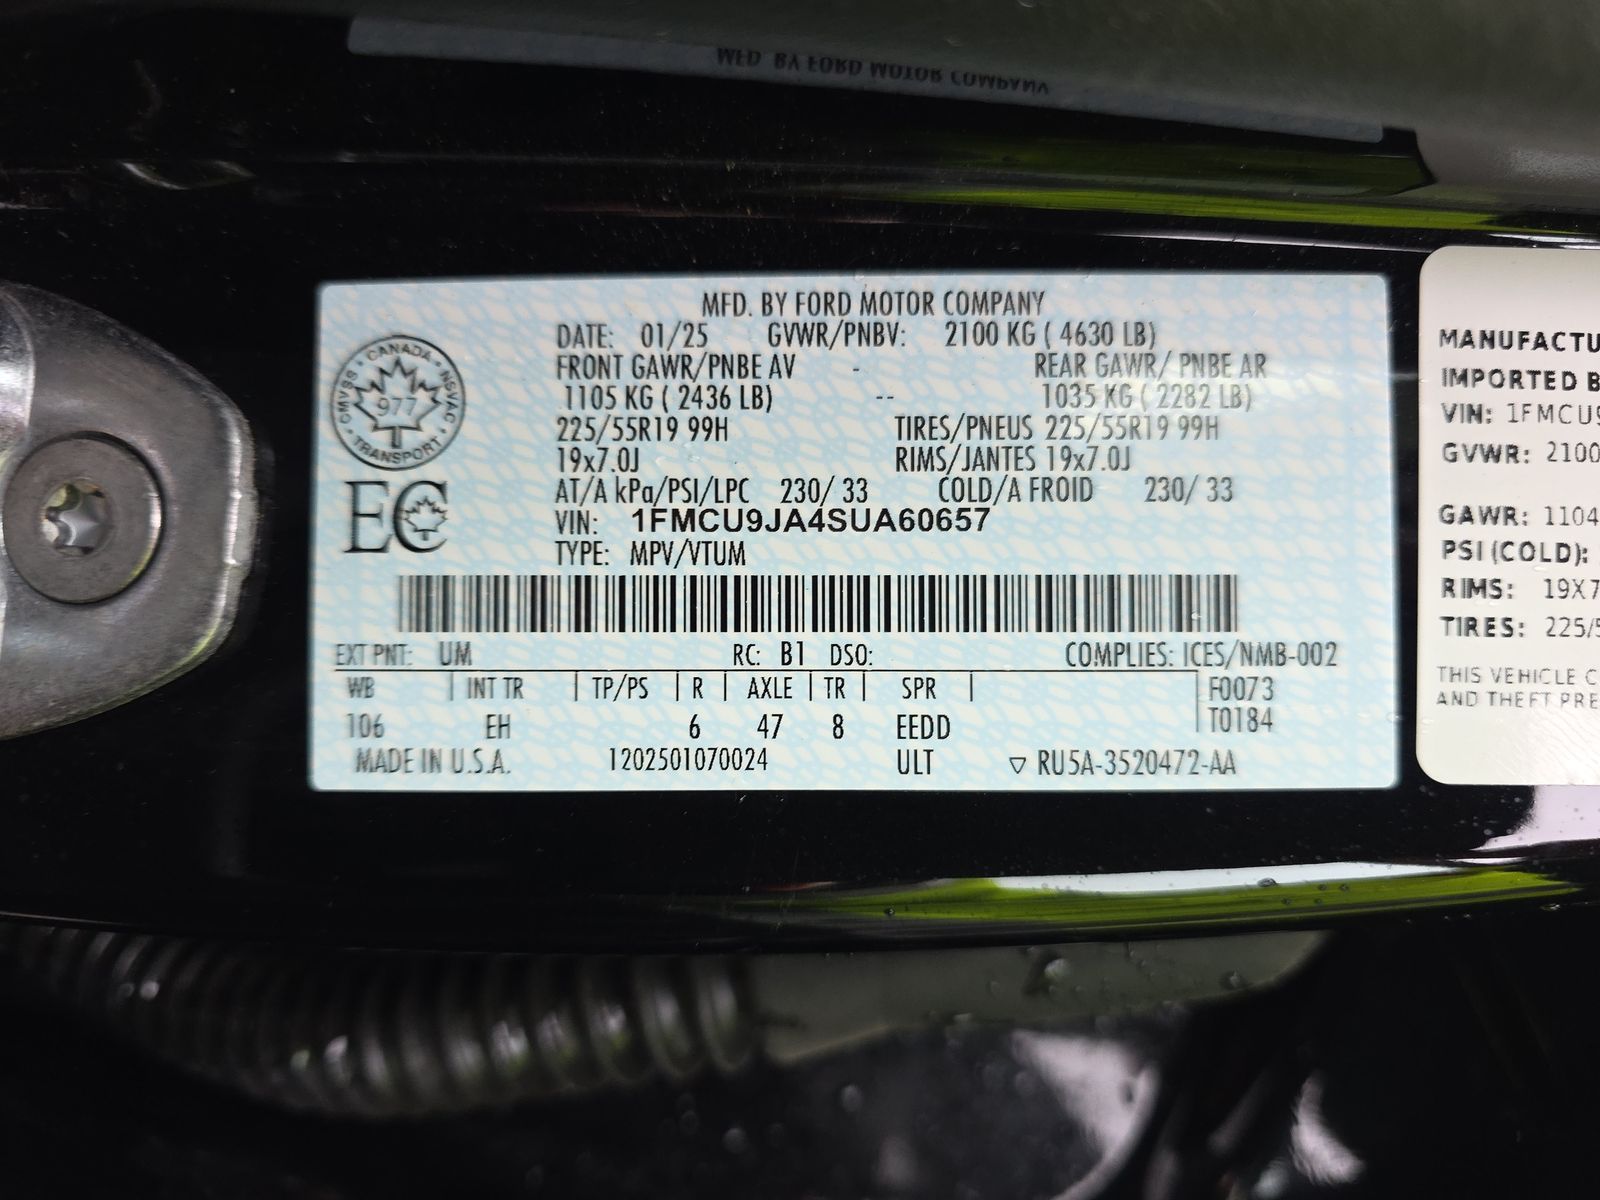 MFD. BY FORD MOTOR COMPANY
MFD. BY FORD MOTOR COMPANY
DATE: 01/25 GVWR/PNBV: 2100 KG ( 4630 LB)
FRONT GAWR/PNBE AV - REAR GAWR/ PNBE AR
1105 KG ( 2436 LB) -- 1035 KG ( 2282 LB)
225/55R19 99H TIRES/PNEUS 225/55R19 99H
19x7.0J RIMS/JANTES 19x7.0J
AT/A kPa/PSI/LPC 230/ 33 COLD/A FROID 230/ 33
VIN: 1FMCU9JA4SUA60657
TYPE: MPV/VTUM
CANADA
CMVSS 977 NSVAC
TRANSPORT
EC
EXT PNT: UM RC: B1 DSO: COMPLIES: ICES/NMB-002
WB | INT TR | TP/PS | R | AXLE | TR | SPR | F0073
106 EH 6 47 8 EEDD T0184
MADE IN U.S.A. 1202501070024 ULT ▽ RU5A-3520472-AA
MANUFACTU
IMPORTED B
VIN: 1FMCU9
GVWR: 2100
GAWR: 1104
PSI (COLD):
RIMS: 19X7
TIRES: 225/5
THIS VEHICLE C
AND THEFT PRE